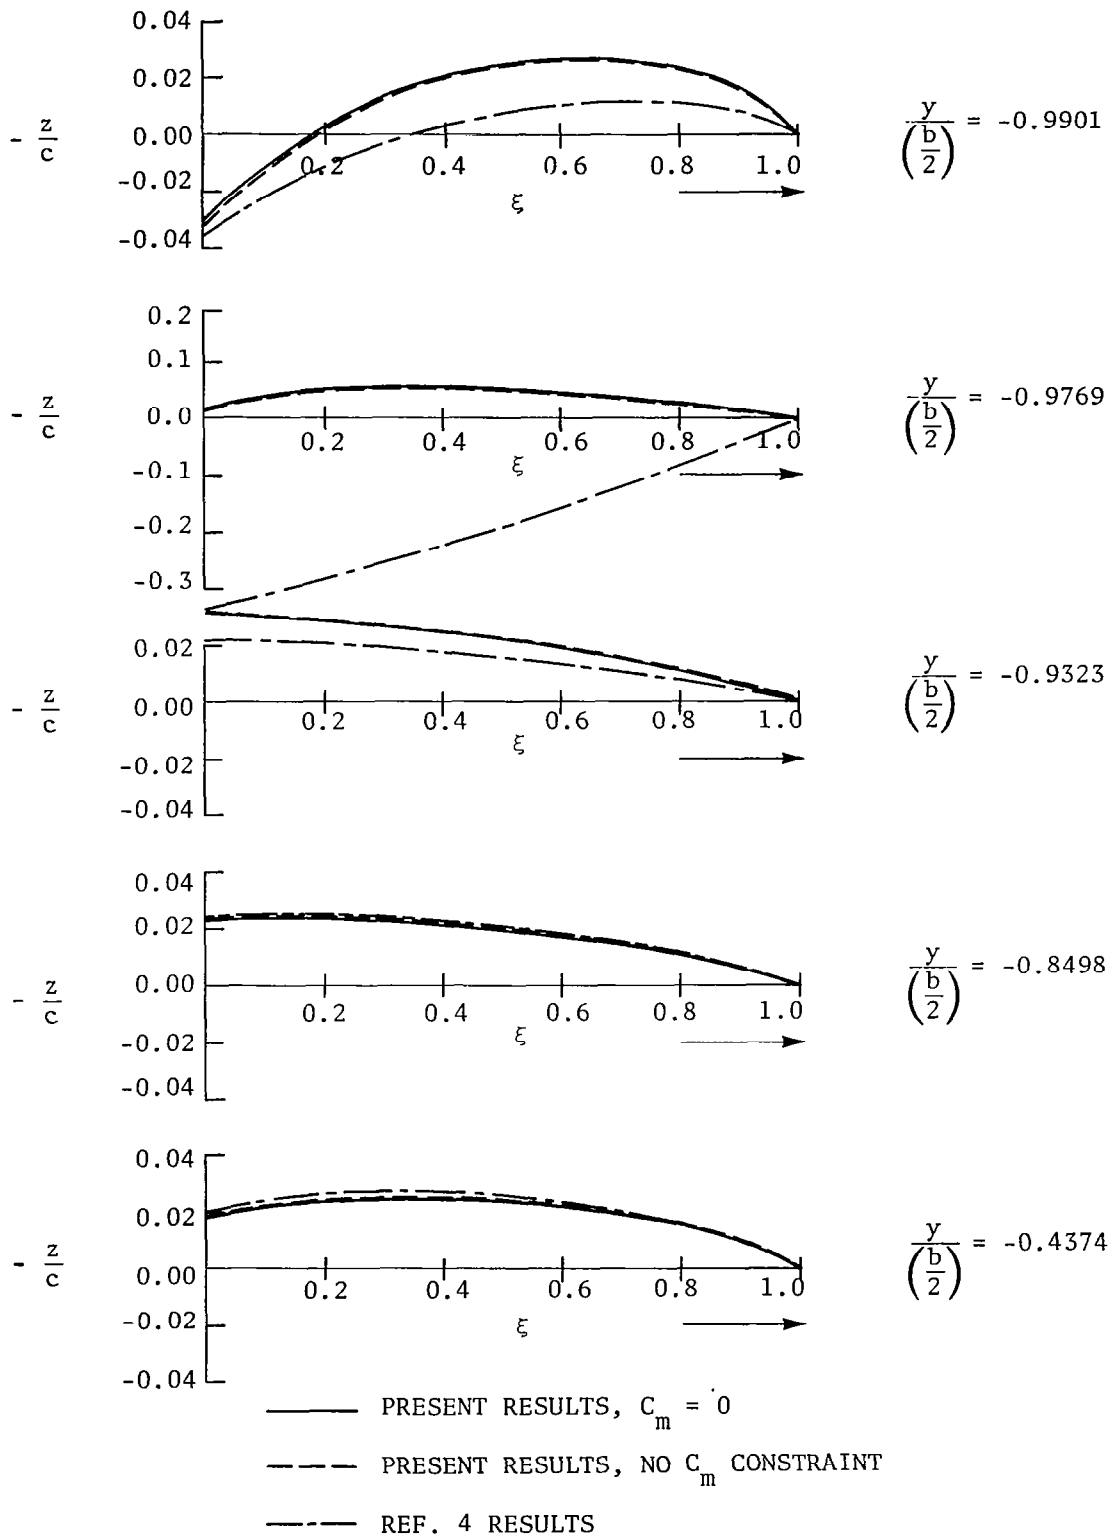 0.04
0.02
0.00
-0.02
-0.04
- z/c
0.2 0.4 0.6 0.8 1.0
ξ
y/(b/2) = -0.9901
0.2
0.1
0.0
-0.1
-0.2
-0.3
- z/c
0.2 0.4 0.6 0.8 1.0
ξ
y/(b/2) = -0.9769
0.02
0.00
-0.02
-0.04
- z/c
0.2 0.4 0.6 0.8 1.0
ξ
y/(b/2) = -0.9323
0.04
0.02
0.00
-0.02
-0.04
- z/c
0.2 0.4 0.6 0.8 1.0
ξ
y/(b/2) = -0.8498
0.04
0.02
0.00
-0.02
-0.04
- z/c
0.2 0.4 0.6 0.8 1.0
ξ
y/(b/2) = -0.4374
PRESENT RESULTS, C_m = 0
PRESENT RESULTS, NO C_m CONSTRAINT
REF. 4 RESULTS